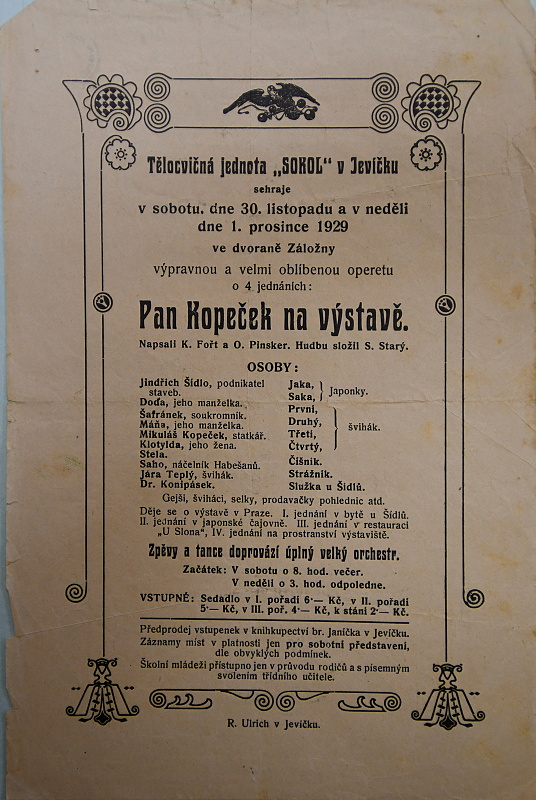 Tělocvičná jednota „SOKOL" v Jevíčku
sehraje
v sobotu, dne 30. listopadu a v neděli
dne 1. prosince 1929
ve dvoraně Záložny
výpravnou a velmi oblíbenou operetu
o 4 jednáních:
Pan Kopeček na výstavě.
Napsali K. Fořt a O. Pinsker. Hudbu složil S. Starý.
OSOBY:
Jindřich Šídlo, podnikatel
staveb.
Doďa, jeho manželka.
Šafránek, soukromník.
Máňa, jeho manželka.
Mikuláš Kopeček, statkář.
Klotylda, jeho žena.
Stela.
Saho, náčelník Habešanů.
Jára Teplý, švihák.
Dr. Konipásek.
Jaka,
Saka,
Japonky.
První,
Druhý,
Třetí,
Čtvrtý,
švihák.
Číšník.
Strážník.
Služka u Šídlů.
Gejši, šviháci, selky, prodavačky pohlednic atd.
Děje se o výstavě v Praze. I. jednání v bytě u Šídlů.
II. jednání v japonské čajovně. III. jednání v restauraci
„U Slona", IV. jednání na prostranství výstaviště.
Zpěvy a tance doprovází úplný velký orchestr.
Začátek: V sobotu o 8. hod. večer.
V neděli o 3. hod. odpoledne.
VSTUPNÉ: Sedadlo v I. pořadí 6·— Kč, v II. pořadí
5·— Kč, v III. poř. 4·— Kč, k stání 2·— Kč.
Předprodej vstupenek v knihkupectví br. Janíčka v Jevíčku.
Záznamy míst v platnosti jen pro sobotní představení,
dle obvyklých podmínek.
Školní mládeži přístupno jen v průvodu rodičů a s písemným
svolením třídního učitele.
R. Ulrich v Jevíčku.